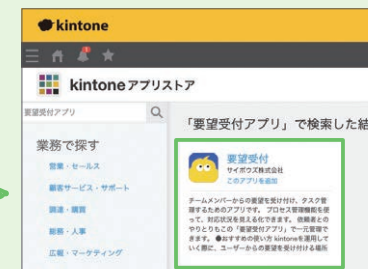 kintone
kintoneアプリストア
要望受付アプリ
「要望受付アプリ」で検索した結
業務で探す
営業・セールス
顧客サービス・サポート
調達・購買
総務・人事
広報・マーケティング
要望受付
サイボウズ株式会社
このアプリを追加
チームメンバーからの要望を受け付け、タスク管
理するためのアプリです。プロセス管理機能を使
って、対応状況を見える化できます。依頼者との
やりとりもこの「要望受付アプリ」で一元管理で
きます。 ●おすすめの使い方 kintoneを運用して
いく際に、ユーザーからの要望を受け付ける場所